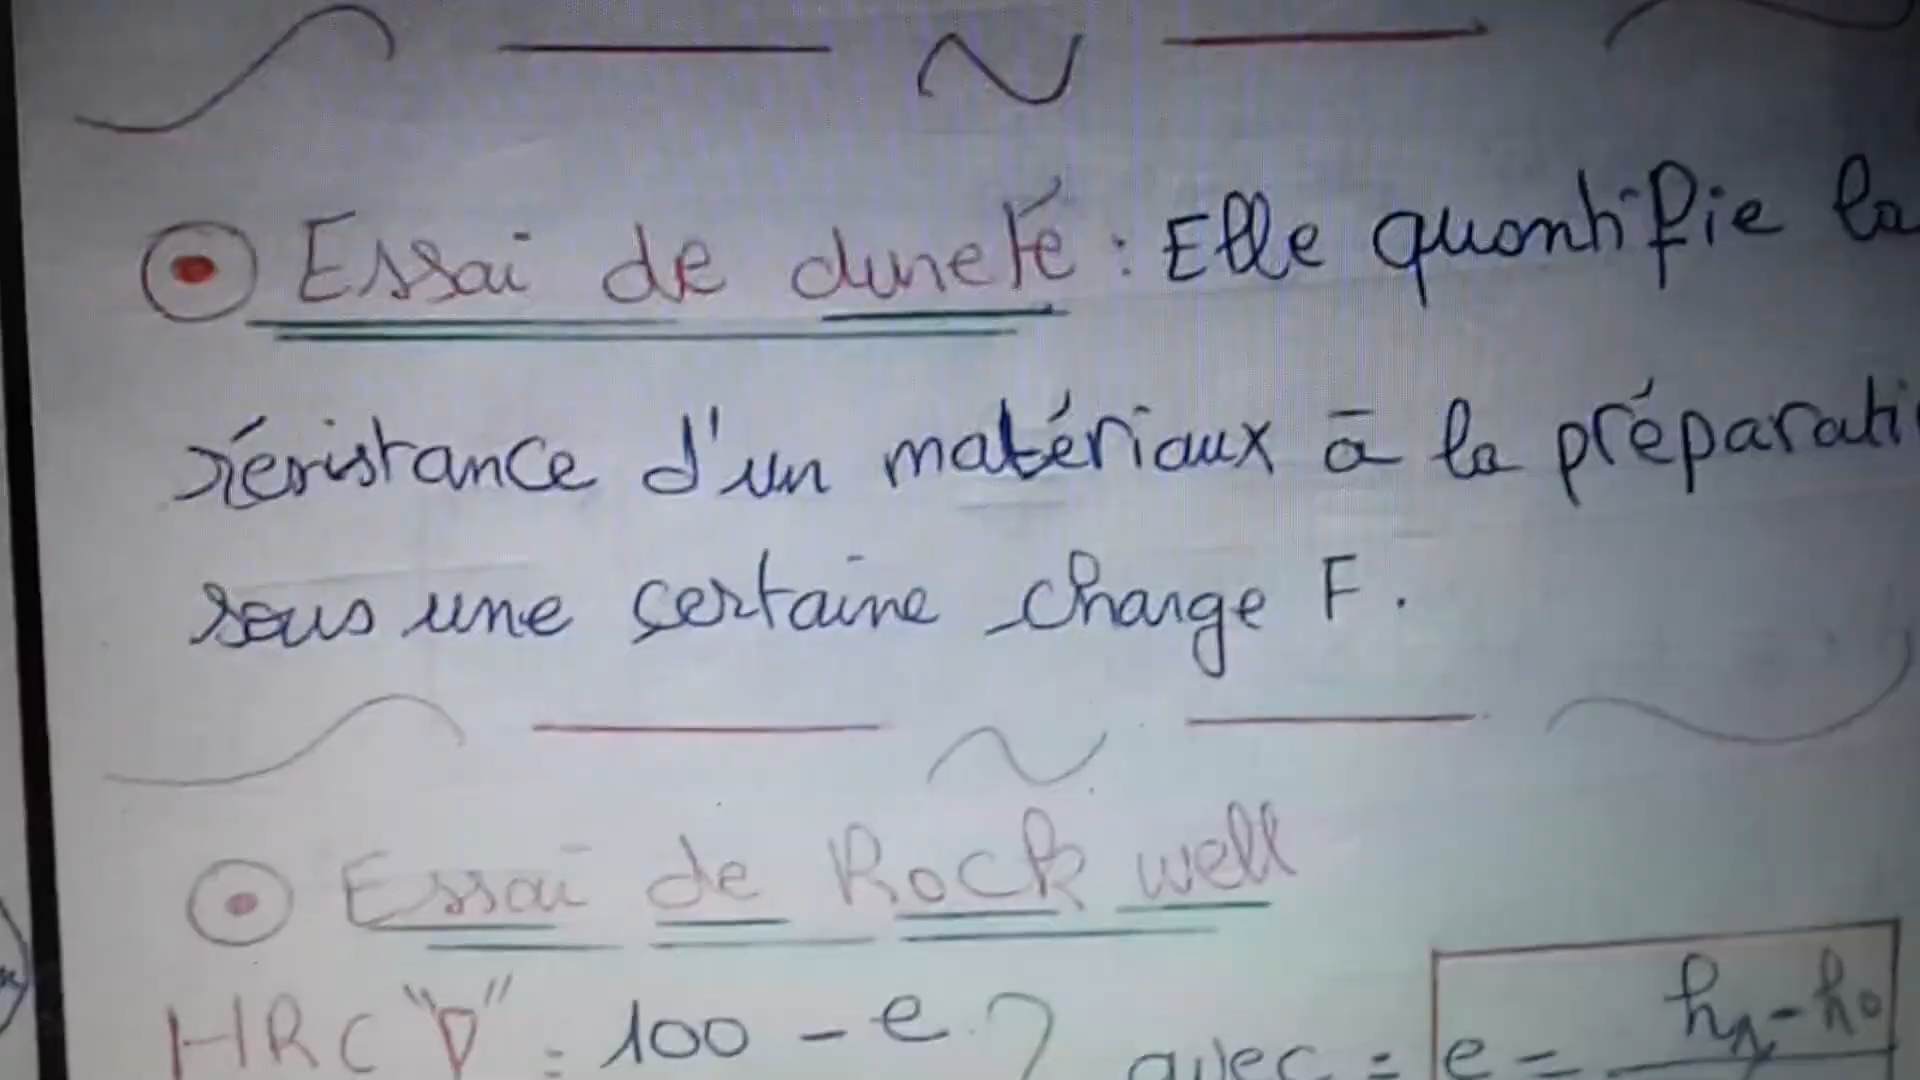 Essai de dureté : Elle quantifie la
résistance d'un matériaux à la préparati
sous une certaine charge F.
Essai de Rockwell
HRC "∇" = 100 - e
avec = e = h1 - h0